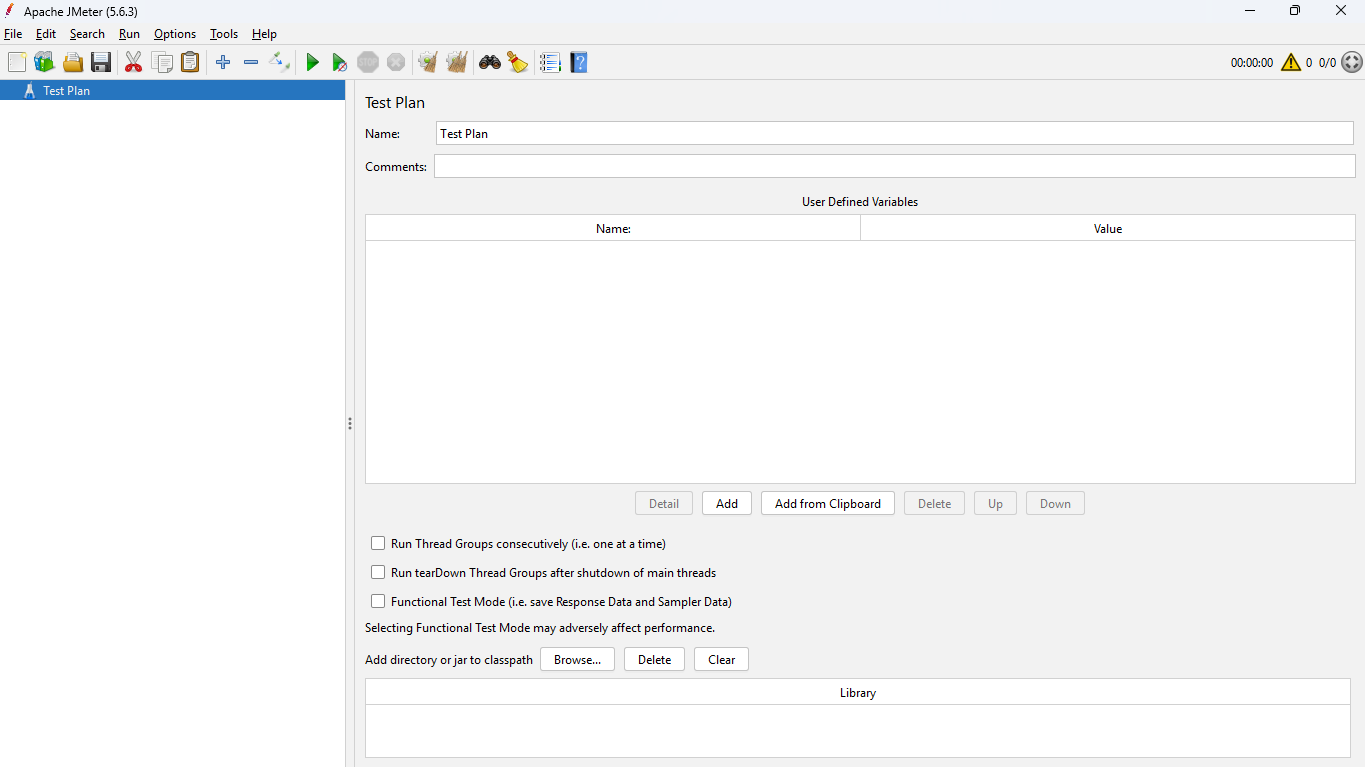 Apache JMeter (5.6.3)
File Edit Search Run Options Tools Help
STOP 00:00:00 0 0/0
Test Plan
Test Plan
Name: Test Plan
Comments:
User Defined Variables
Name: Value
Detail Add Add from Clipboard Delete Up Down
Run Thread Groups consecutively (i.e. one at a time)
Run tearDown Thread Groups after shutdown of main threads
Functional Test Mode (i.e. save Response Data and Sampler Data)
Selecting Functional Test Mode may adversely affect performance.
Add directory or jar to classpath Browse... Delete Clear
Library